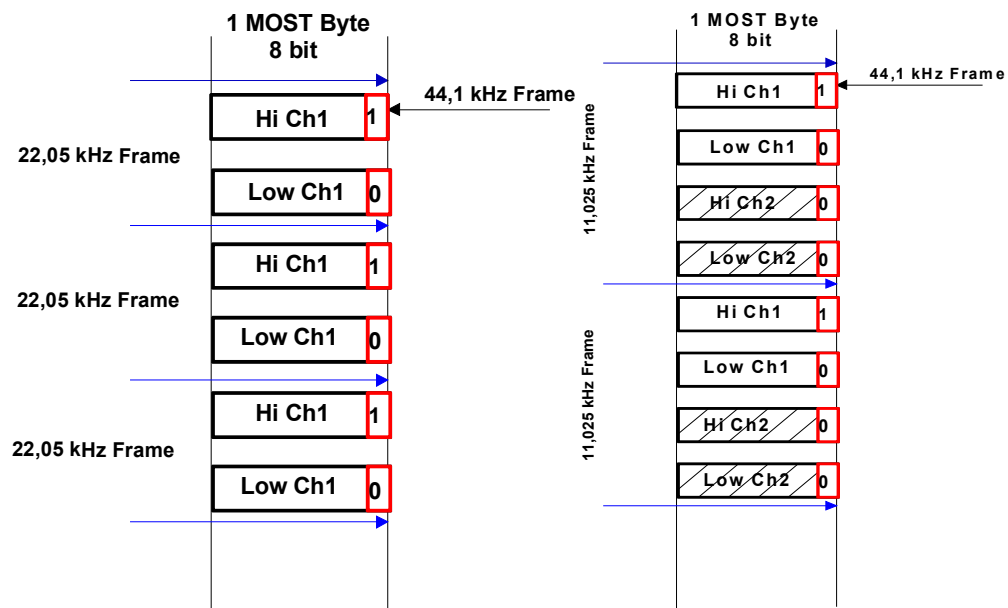 1 MOST Byte
8 bit
44,1 kHz Frame
Hi Ch1 1
22,05 kHz Frame
Low Ch1 0
Hi Ch1 1
22,05 kHz Frame
Low Ch1 0
Hi Ch1 1
22,05 kHz Frame
Low Ch1 0
1 MOST Byte
8 bit
44,1 kHz Frame
Hi Ch1 1
Low Ch1 0
11,025 kHz Frame
Hi Ch2 0
Low Ch2 0
Hi Ch1 1
Low Ch1 0
11,025 kHz Frame
Hi Ch2 0
Low Ch2 0